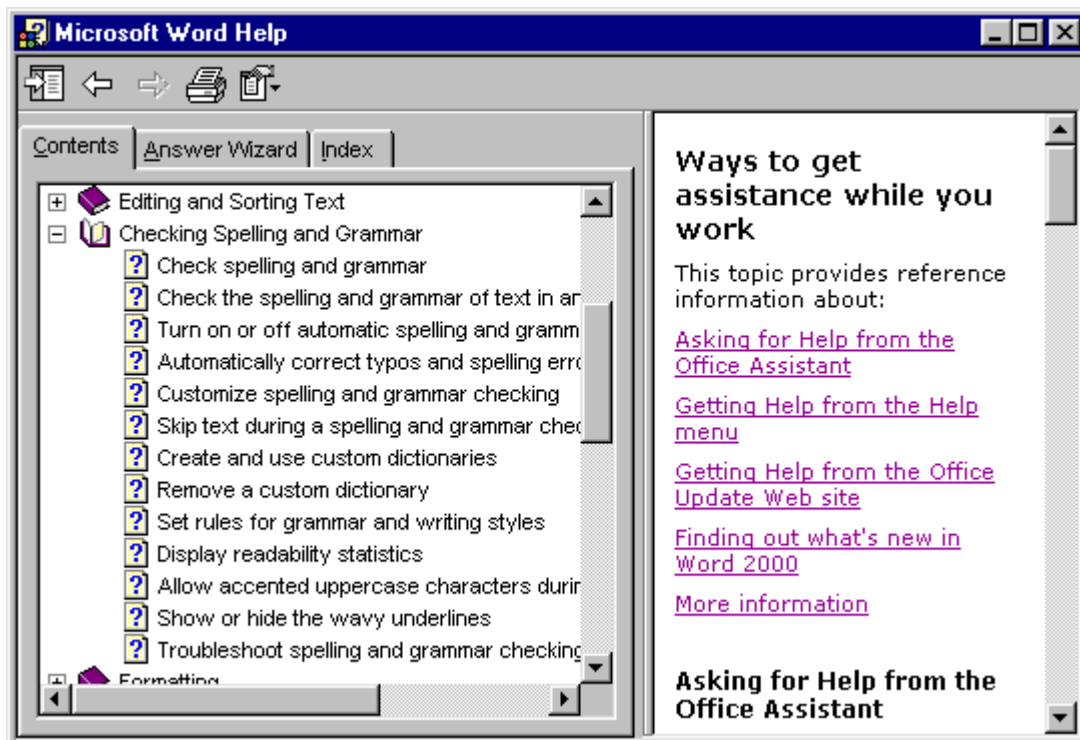 Microsoft Word Help
Contents
Answer Wizard
Index
Editing and Sorting Text
Checking Spelling and Grammar
Check spelling and grammar
Check the spelling and grammar of text in
Turn on or off automatic spelling and gramm
Automatically correct typos and spelling erro
Customize spelling and grammar checking
Skip text during a spelling and grammar chec
Create and use custom dictionaries
Remove a custom dictionary
Set rules for grammar and writing styles
Display readability statistics
Allow accented uppercase characters durin
Show or hide the wavy underlines
Troubleshoot spelling and grammar checking
Formatting
Ways to get
assistance while you
work
This topic provides reference
information about:
Asking for Help from the
Office Assistant
Getting Help from the Help
menu
Getting Help from the Office
Update Web site
Finding out what's new in
Word 2000
More information
Asking for Help from the
Office Assistant